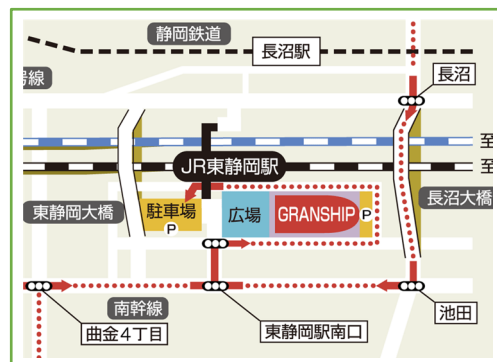 静岡鉄道
長沼駅
号線
長沼
至
JR東静岡駅
至
東静岡大橋
駐車場
P
広場
GRANSHIP
P
長沼大橋
南幹線
曲金4丁目
東静岡駅南口
池田